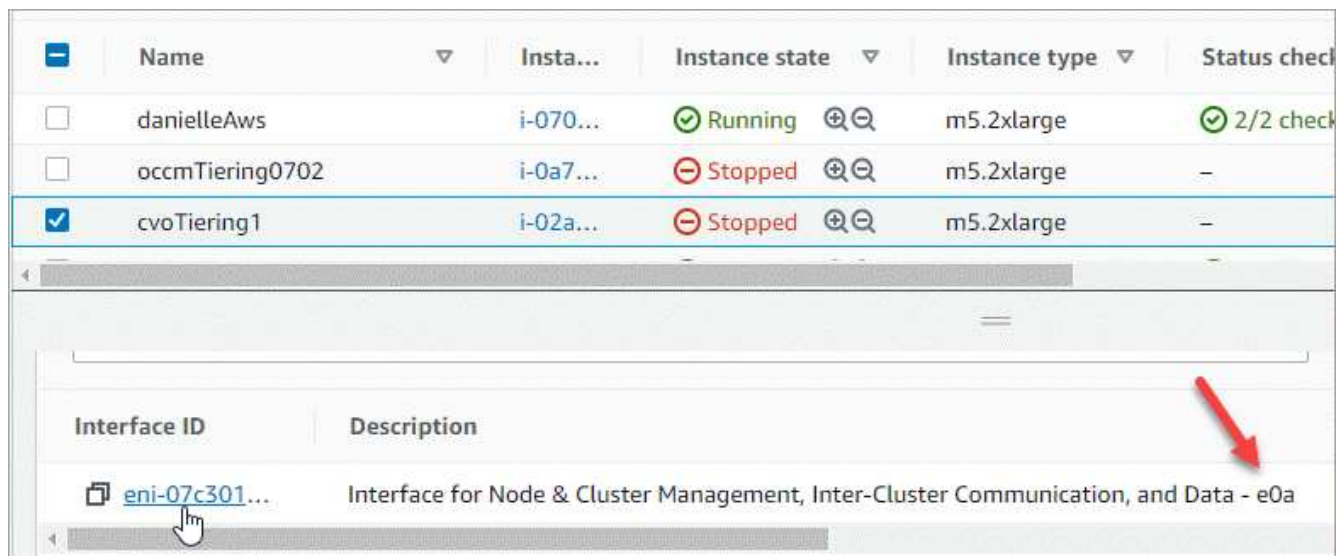 Name Insta... Instance state Instance type Status check
danielleAws i-070... Running m5.2xlarge 2/2 check
occmTiering0702 i-0a7... Stopped m5.2xlarge –
cvoTiering1 i-02a... Stopped m5.2xlarge –
Interface ID Description
eni-07c301... Interface for Node & Cluster Management, Inter-Cluster Communication, and Data - e0a